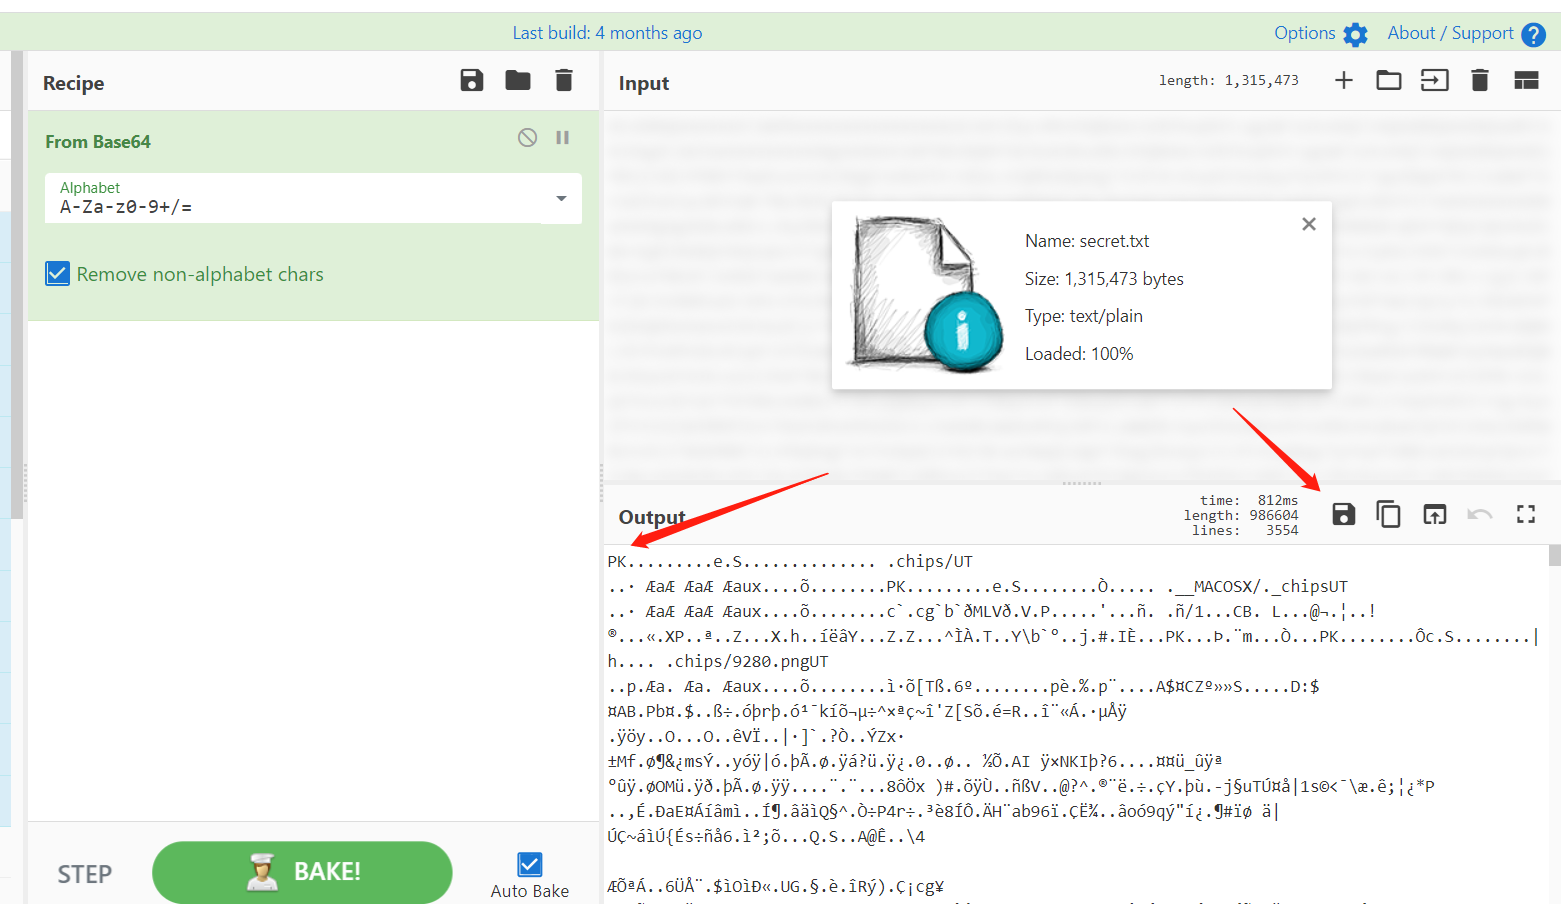 Last build: 4 months ago
Options
About / Support
Recipe
Input
length: 1,315,473
From Base64
Alphabet
A-Za-z0-9+/=
Remove non-alphabet chars
Name: secret.txt
Size: 1,315,473 bytes
Type: text/plain
Loaded: 100%
Output
time: 812ms
length: 986604
lines: 3554
PK.........e.S.............. .chips/UT
..· ÆaÆ ÆaÆ Æaux....õ........PK.........e.S........Ò..... .__MACOSX/._chipsUT
..· ÆaÆ ÆaÆ Æaux....õ........c`.cg`b`ðMLVð.V.P.....'...ñ. .ñ/1...CB. L...@¬.¦..!
®...«.XP..ª..Z...X.h..íëâY...Z.Z...^ÌÀ.T..Y\b`º..j.#.IÈ...PK...Þ.¨m...Ò...PK........Ôc.S........|
h.... .chips/9280.pngUT
..p.Æa. Æa. Æaux....õ........ì·õ[Tß.6º........pè.%.p¨....A$¤CZº»»S.....D:$
¤AB.Pb¤.$..ß÷.óþrþ.ó¹¯kíõ¬µ÷^×ªç~î'Z[Sõ.é=R..î¨«Á.·µÅÿ
.ÿöy..O...O..êVÏ..|·]`.?Ò..ÝZx·
±Mf.ø¶&¿msÝ..yóÿ|ó.þÃ.ø.ÿá?ü.ÿ¿.0..ø.. ½Õ.AI ÿ×NKIþ?6....¤¤ü_ûÿª
ºûÿ.øOMü.ÿð.þÃ.ø.ÿÿ....¨.¨...8ôÖx )#.õÿÙ..ñßV..@?^.®¨ë.÷.çY.þù.-j§uTÚ¤å|1s©<¯\æ.ê;¦¿*P
..,É.ÐaE¤Áíâmì..Í¶.âäìQ§^.Ò÷P4r÷.³è8ÍÔ.ÄH¨ab96ï.ÇË¾..âoó9qý"í¿.¶#ïø ä|
ÚÇ~áìÚ{És÷ñå6.ì²;õ...Q.S..A@Ê..\4
ÆÕªÁ..6ÜÅ¨.$ìOìÐ«.UG.§.è.îRý).Ç¡cg¥
STEP
BAKE!
Auto Bake